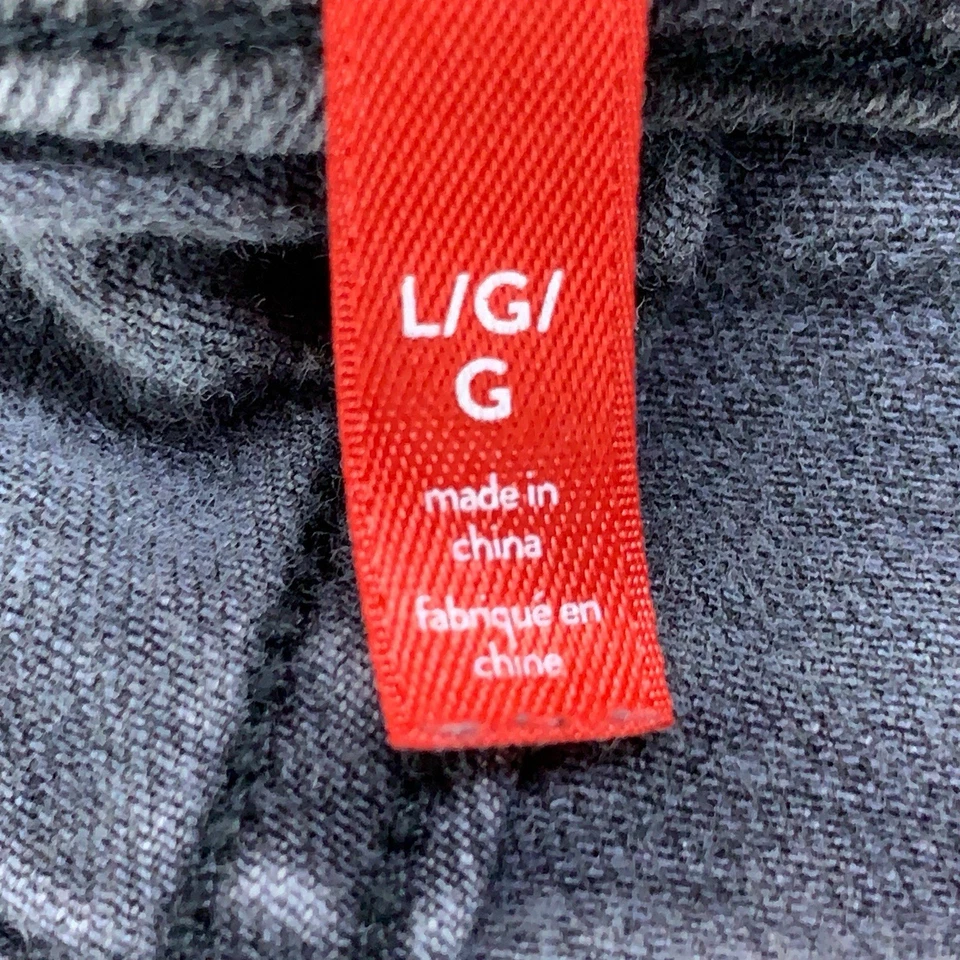 L/G/
G
made in
china
fabriqué en
chine